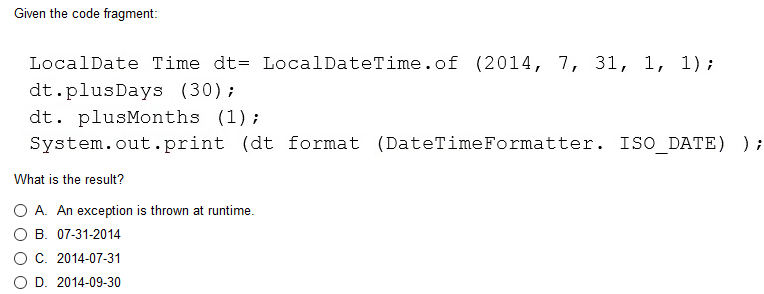 Given the code fragment:
LocalDate Time dt= LocalDateTime.of (2014, 7, 31, 1, 1);
dt.plusDays (30);
dt. plusMonths (1);
System.out.print (dt format (DateTimeFormatter. ISO_DATE) );
What is the result?
A. An exception is thrown at runtime.
B. 07-31-2014
C. 2014-07-31
D. 2014-09-30